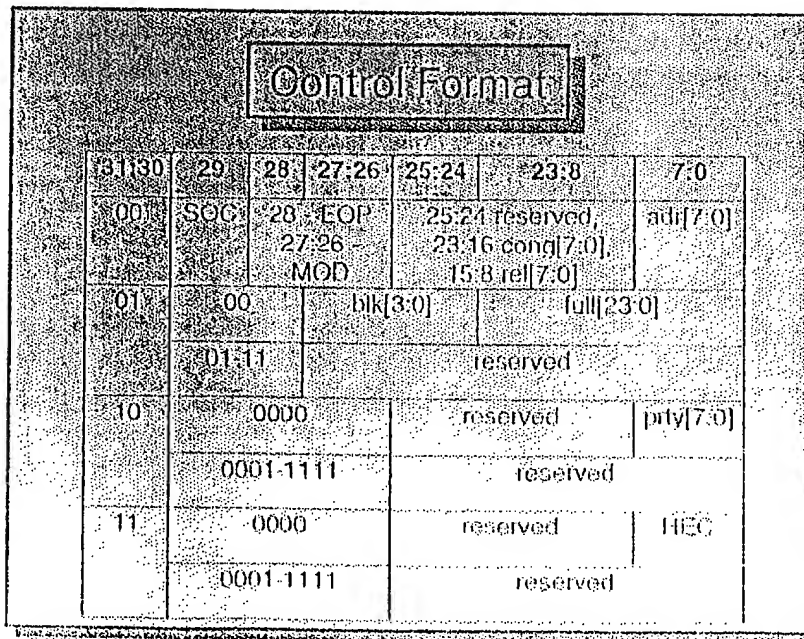 Control Format
31:30 29 28 27:26 25:24 23:8 7:0
00 SOC 28 - EOP 25:24 reserved, adr[7:0]
27:26 – 23:16 cong[7:0],
MOD 15:8 rel[7:0]
01 00 blk[3:0] full[23:0]
01-11 reserved
10 0000 reserved prty[7:0]
0001-1111 reserved
11 0000 reserved HEC
0001-1111 reserved